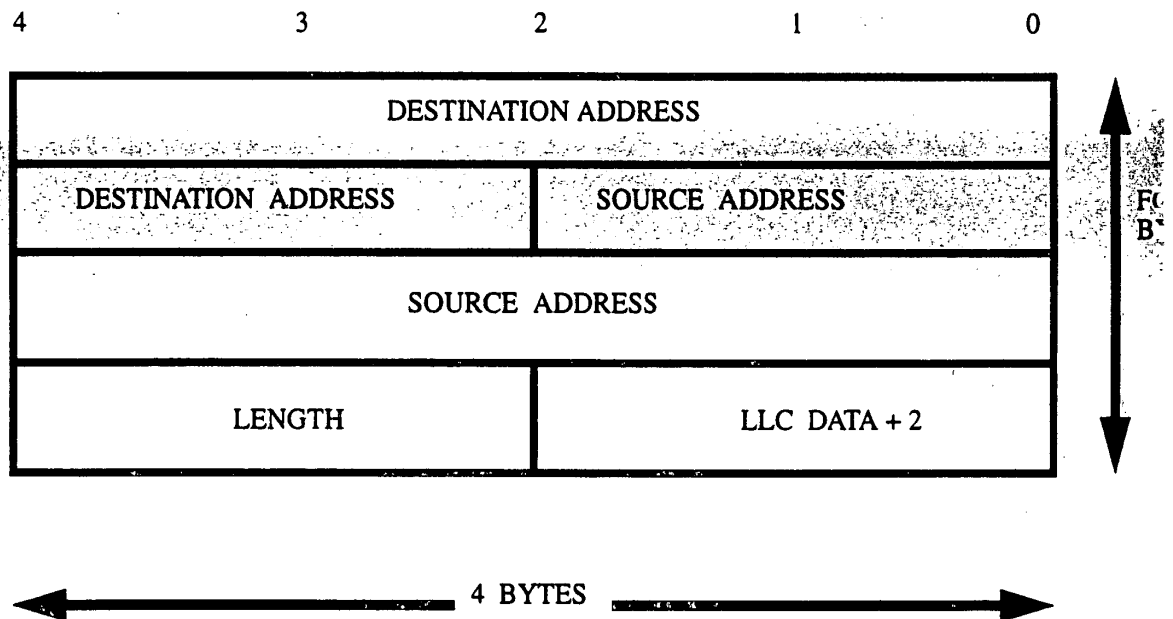 4 3 2 1 0
DESTINATION ADDRESS
DESTINATION ADDRESS SOURCE ADDRESS
SOURCE ADDRESS
LENGTH LLC DATA + 2
4 BYTES